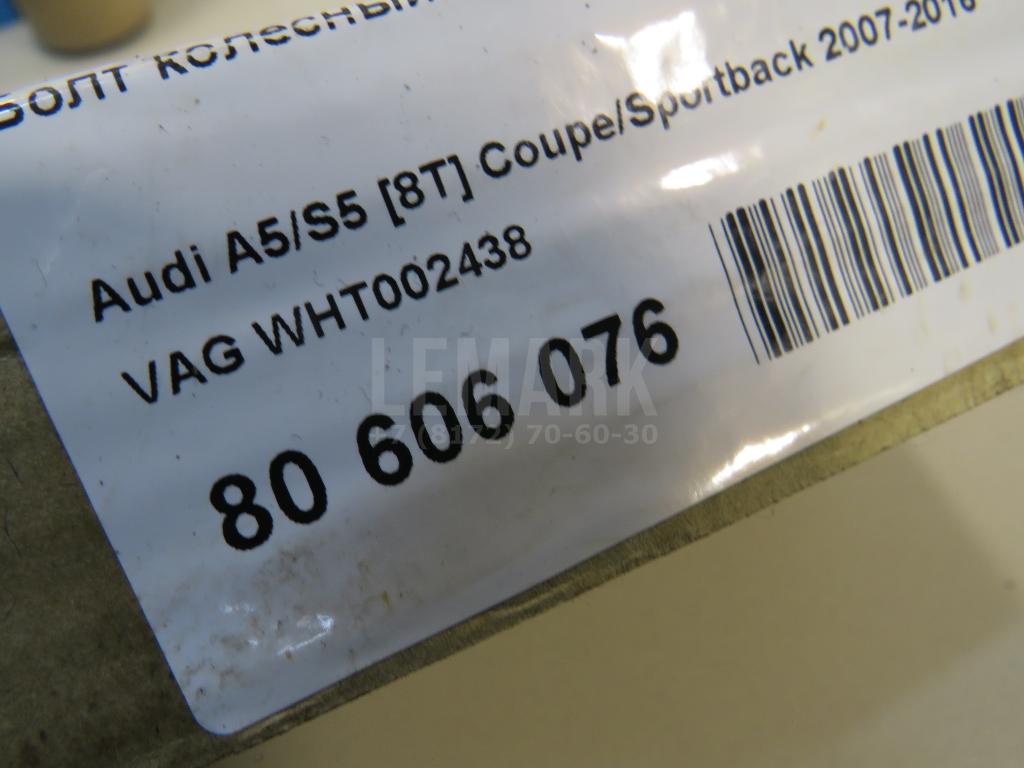 Болт колесный
Audi A5/S5 [8T] Coupe/Sportback 2007-2016
VAG WHT002438
80 606 076
LEMARK
70-60-30